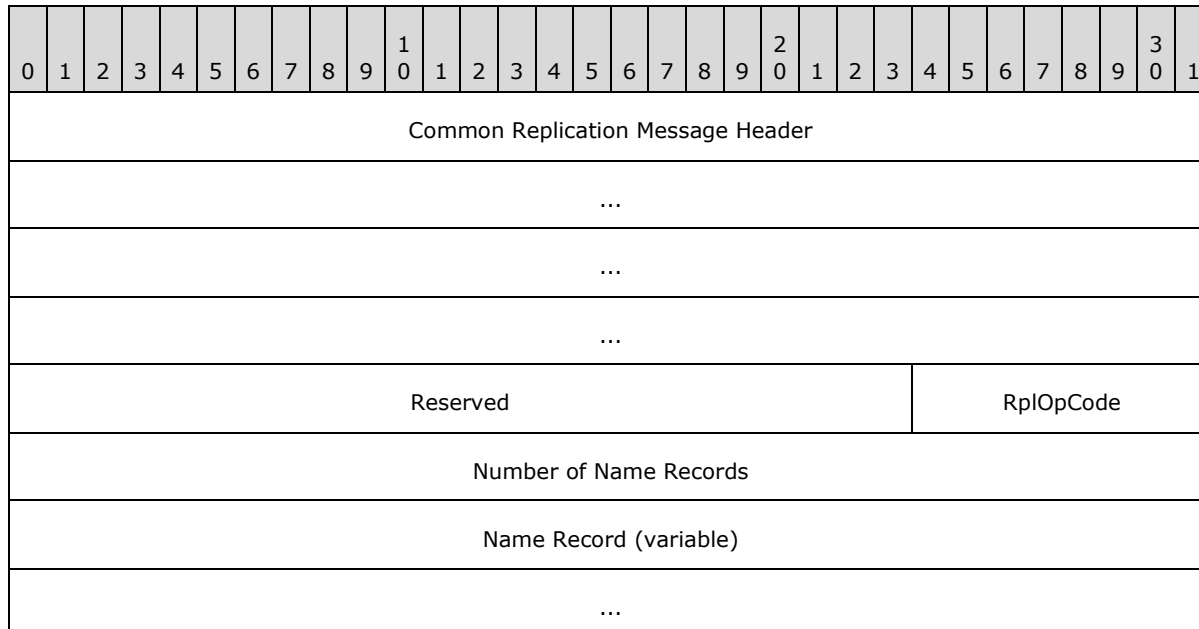 1 2 3
0 1 2 3 4 5 6 7 8 9 0 1 2 3 4 5 6 7 8 9 0 1 2 3 4 5 6 7 8 9 0 1
Common Replication Message Header
...
...
...
Reserved RplOpCode
Number of Name Records
Name Record (variable)
...